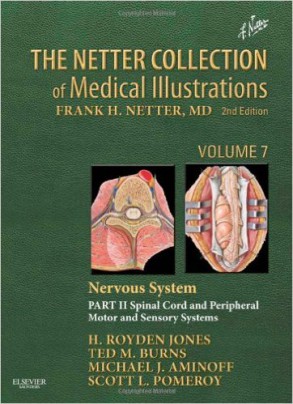 F. Netter
THE NETTER COLLECTION
of Medical Illustrations
FRANK H. NETTER, MD 2nd Edition
VOLUME 7
Nervous System
PART II Spinal Cord and Peripheral
Motor and Sensory Systems
H. ROYDEN JONES
TED M. BURNS
MICHAEL J. AMINOFF
SCOTT L. POMEROY
ELSEVIER
SAUNDERS